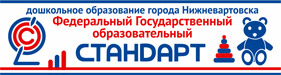 дошкольное образование города Нижневартовска
Федеральный Государственный
образовательный
СТАНДАРТ